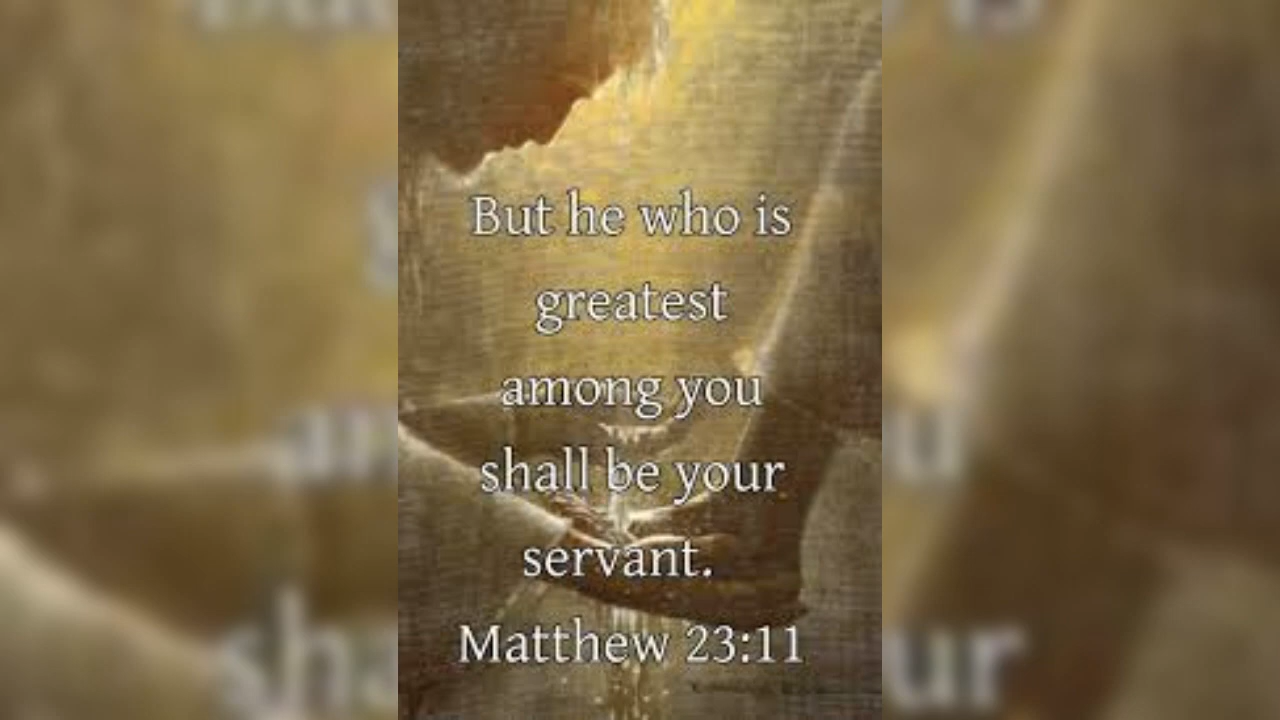 But he who is
greatest
among you
shall be your
servant.
Matthew 23:11